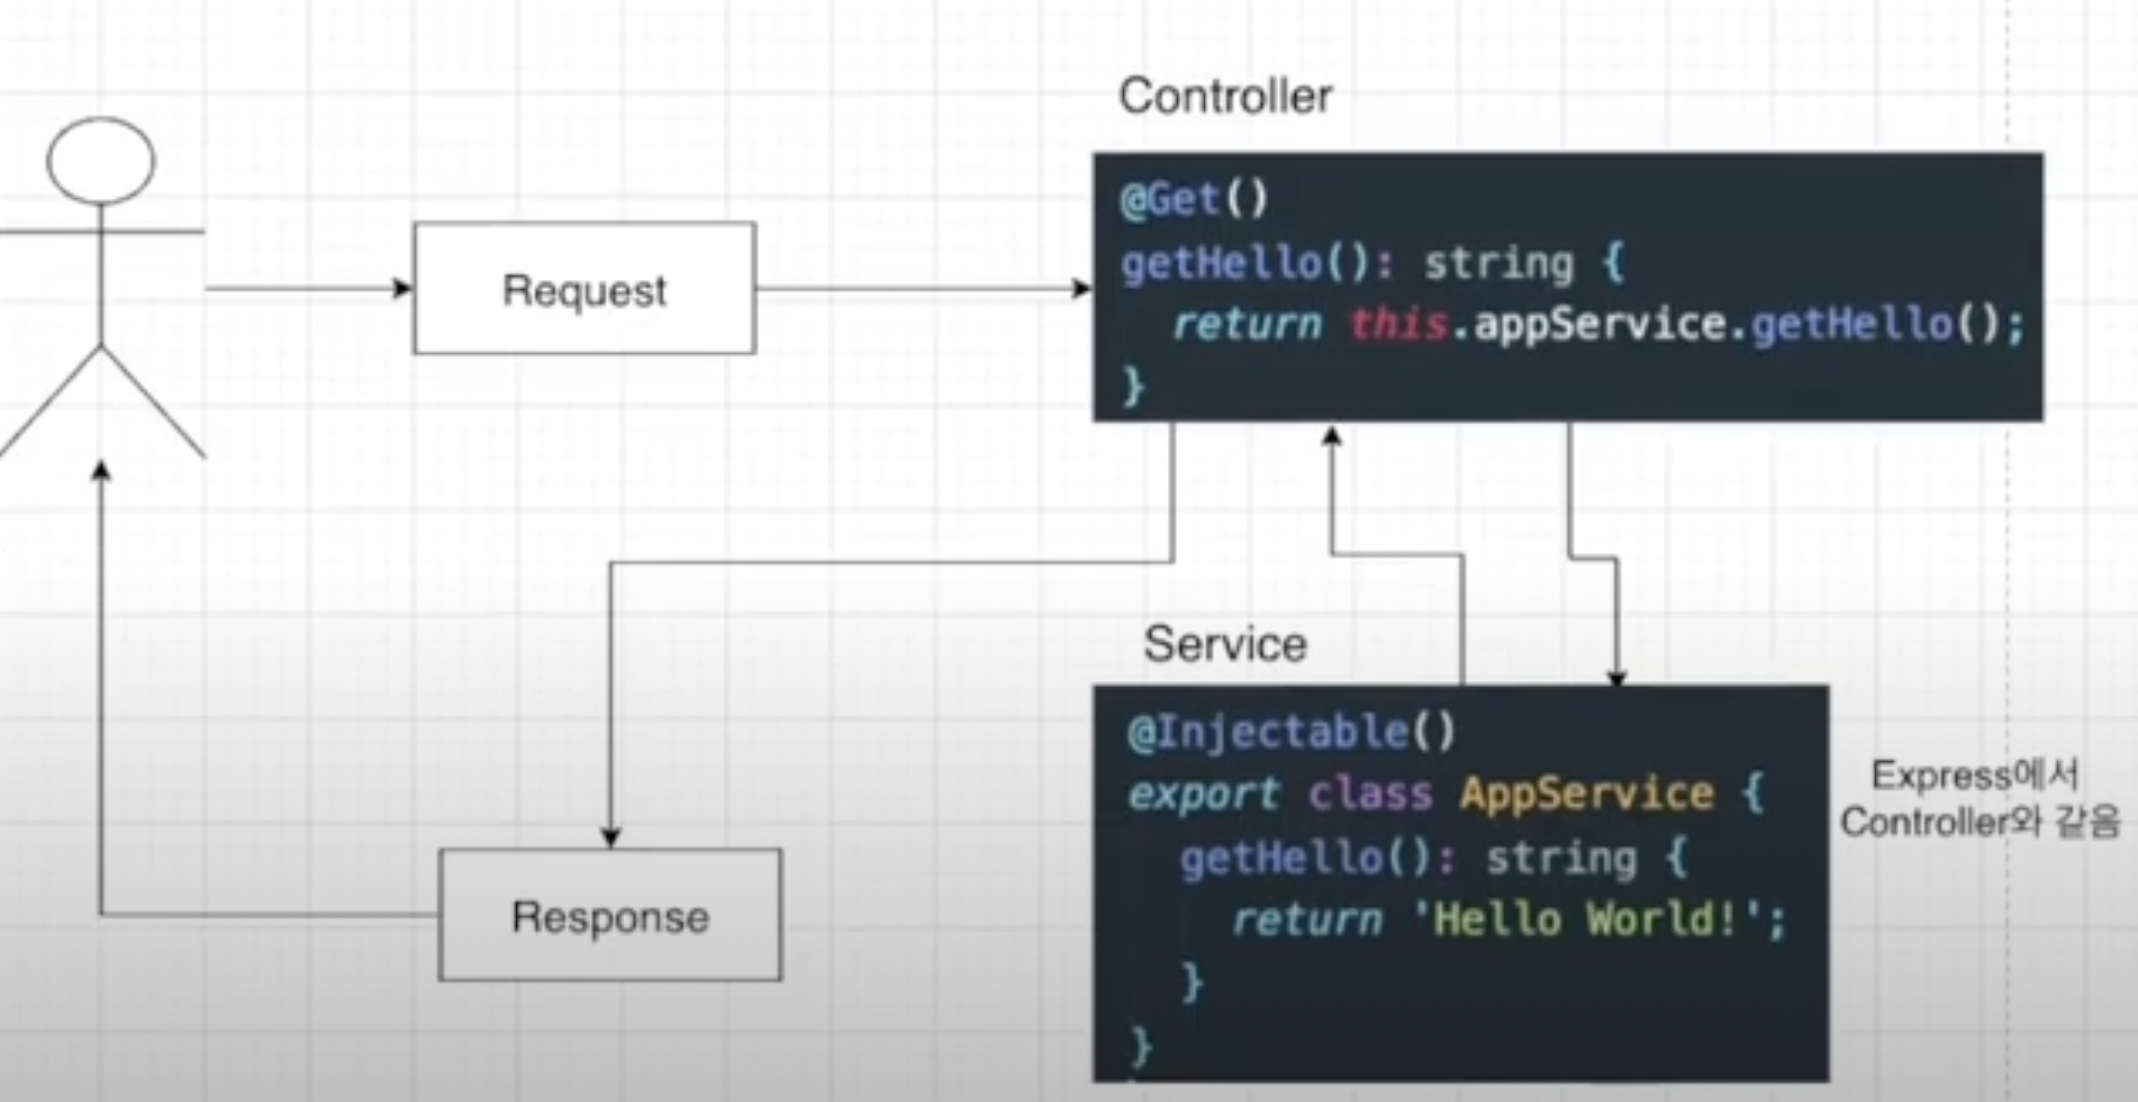 Controller
@Get()
getHello(): string {
return this.appService.getHello();
}
Request
Service
@Injectable()
export class AppService {
getHello(): string {
return 'Hello World!';
}
}
Express에서
Controller와 같음
Response